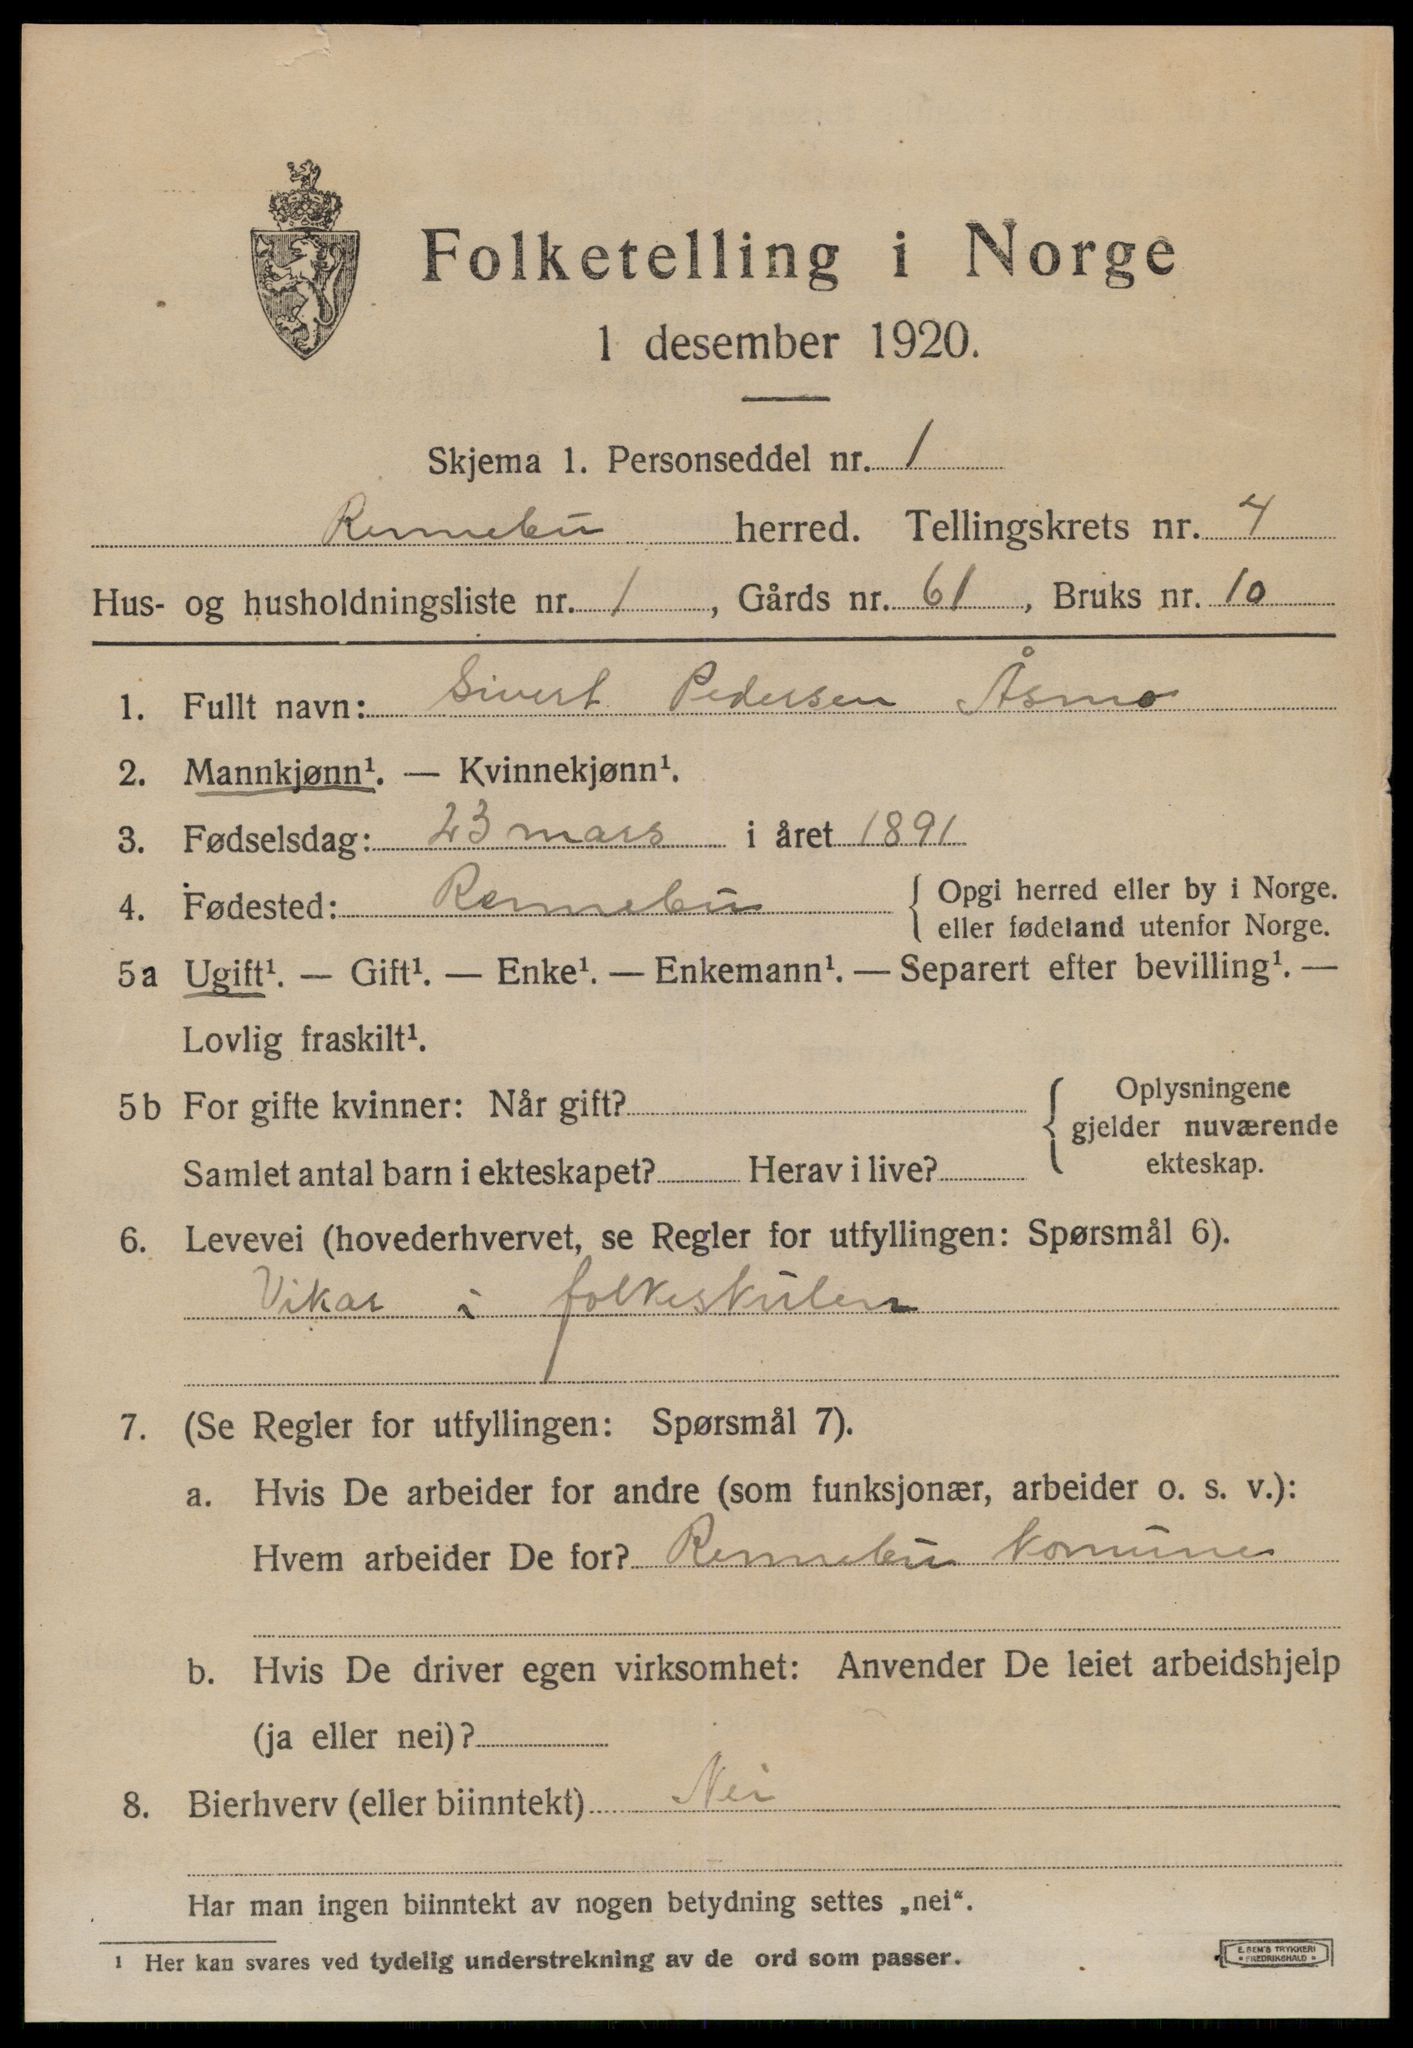 Folketelling i Norge
1 desember 1920.
Skjema 1. Personseddel nr. 1
Rennebu herred. Tellingskrets nr. 4
Hus- og husholdningsliste nr. 1, Gårds nr. 61, Bruks nr. 10
1. Fullt navn: Sivert Pedersen Åsmo
2. Mannkjønn¹. — Kvinnekjønn¹.
3. Fødselsdag: 23 mars i året 1891
4. Fødested: Rennebu { Opgi herred eller by i Norge.
eller fødeland utenfor Norge.
5a Ugift¹. — Gift¹. — Enke¹. — Enkemann¹. — Separert efter bevilling¹. —
Lovlig fraskilt¹.
5b For gifte kvinner: Når gift?
Samlet antal barn i ekteskapet? Herav i live?
{ Oplysningene
gjelder nuværende
ekteskap.
6. Levevei (hovederhvervet, se Regler for utfyllingen: Spørsmål 6).
Vikar i folkeskulen
7. (Se Regler for utfyllingen: Spørsmål 7).
a. Hvis De arbeider for andre (som funksjonær, arbeider o. s. v.):
Hvem arbeider De for? Rennebu komune
b. Hvis De driver egen virksomhet: Anvender De leiet arbeidshjelp
(ja eller nei)?
8. Bierhverv (eller biinntekt) Nei
Har man ingen biinntekt av nogen betydning settes „nei“.
1 Her kan svares ved tydelig understrekning av de ord som passer.
E. SEM'S TRYKKERI
• FREDRIKSHALD •